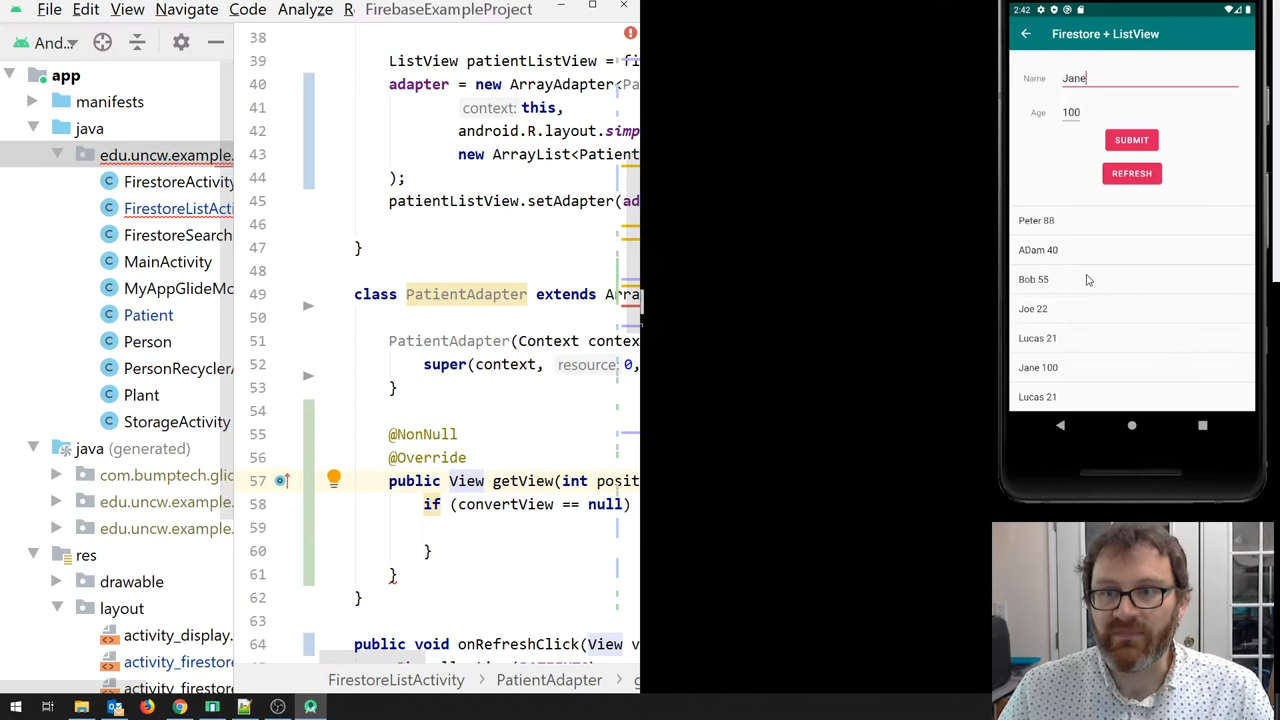 File Edit View Navigate Code Analyze R FirebaseExampleProject
And..
app
manifests
java
edu.uncw.example.
FirestoreActivity
FirestoreListActi
FirestoreSearch
MainActivity
MyAppGlideMo
Patient
Person
PersonRecyclerA
Plant
StorageActivity
java (generated)
com.bumptech.glid
edu.uncw.example.
edu.uncw.example.
res
drawable
layout
activity_display.
activity_firestore
activity_firestore
38
39 ListView patientListView = fi
40 adapter = new ArrayAdapter<Pa
41 context: this,
42 android.R.layout.simp
43 new ArrayList<Patient
44 );
45 patientListView.setAdapter(ad
46
47 }
48
49 class PatientAdapter extends Arra
50
51 PatientAdapter(Context contex
52 super(context, resource: 0,
53 }
54
55 @NonNull
56 @Override
57 public View getView(int posit
58 if (convertView == null)
59
60 }
61 }
62 }
63
64 public void onRefreshClick(View v
FirestoreListActivity > PatientAdapter > g
2:42
Firestore + ListView
Name Jane
Age 100
SUBMIT
REFRESH
Peter 88
ADam 40
Bob 55
Joe 22
Lucas 21
Jane 100
Lucas 21